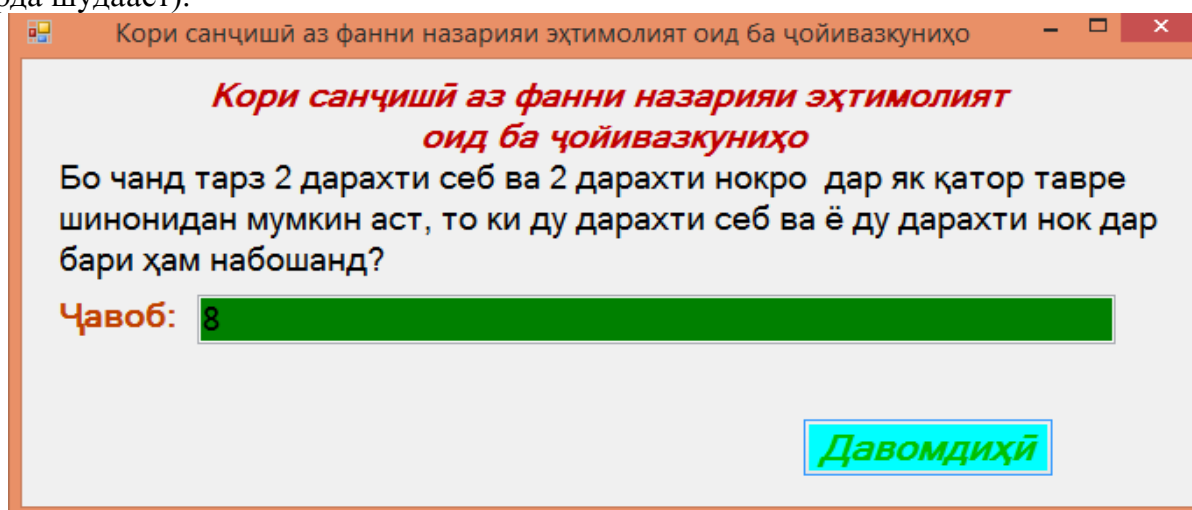 шудааст).
Кори санҷишӣ аз фанни назарияи эҳтимолият оид ба ҷойивазкуниҳо
Кори санҷишӣ аз фанни назарияи эҳтимолият
оид ба ҷойивазкуниҳо
Бо чанд тарз 2 дарахти себ ва 2 дарахти нокро дар як қатор тавре
шинонидан мумкин аст, то ки ду дарахти себ ва ё ду дарахти нок дар
бари ҳам набошанд?
Ҷавоб: 8
Давомдиҳӣ